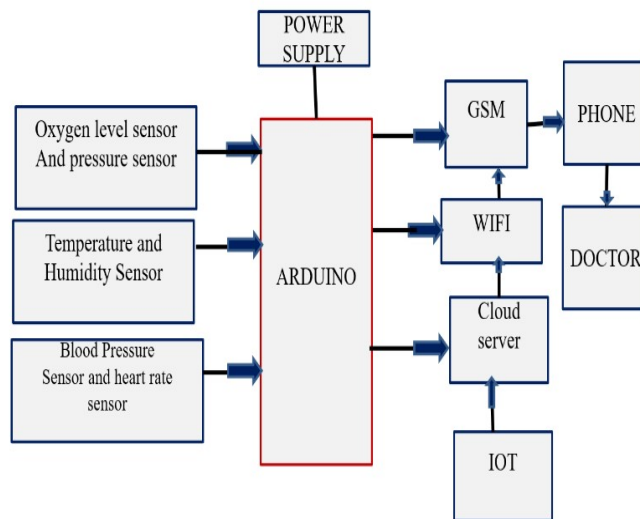 POWER
SUPPLY
Oxygen level sensor
And pressure sensor
Temperature and
Humidity Sensor
Blood Pressure
Sensor and heart rate
sensor
ARDUINO
GSM
WIFI
Cloud
server
IOT
PHONE
DOCTOR